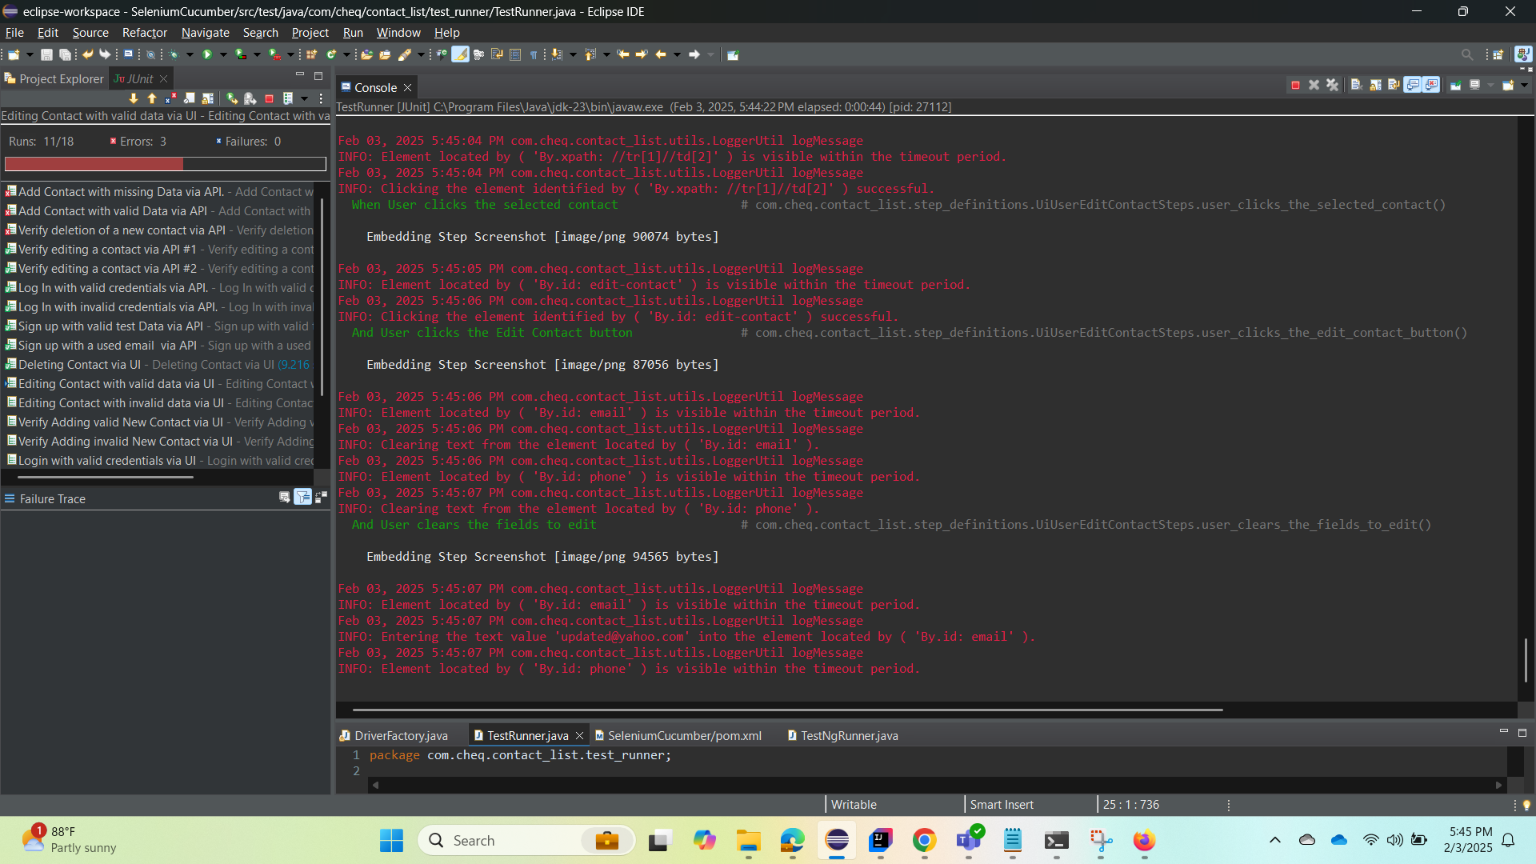 eclipse-workspace - SeleniumCucumber/src/test/java/com/cheq/contact_list/test_runner/TestRunner.java - Eclipse IDE
File Edit Source Refactor Navigate Search Project Run Window Help
Project Explorer JUnit
Editing Contact with valid data via UI - Editing Contact with va
Runs: 11/18 Errors: 3 Failures: 0
Add Contact with missing Data via API. - Add Contact w
Add Contact with valid Data via API - Add Contact with
Verify deletion of a new contact via API - Verify deletion
Verify editing a contact via API #1 - Verify editing a cont
Verify editing a contact via API #2 - Verify editing a cont
Log In with valid credentials via API. - Log In with valid c
Log In with invalid credentials via API. - Log In with inva
Sign up with valid test Data via API - Sign up with valid
Sign up with a used email via API - Sign up with a used
Deleting Contact via UI - Deleting Contact via UI (9.216
Editing Contact with valid data via UI - Editing Contact
Editing Contact with invalid data via UI - Editing Contac
Verify Adding valid New Contact via UI - Verify Adding v
Verify Adding invalid New Contact via UI - Verify Adding
Login with valid credentials via UI - Login with valid crec
Failure Trace
Console
TestRunner [JUnit] C:\Program Files\Java\jdk-23\bin\javaw.exe (Feb 3, 2025, 5:44:22 PM elapsed: 0:00:44) [pid: 27112]
Feb 03, 2025 5:45:04 PM com.cheq.contact_list.utils.LoggerUtil logMessage
INFO: Element located by ( 'By.xpath: //tr[1]//td[2]' ) is visible within the timeout period.
Feb 03, 2025 5:45:04 PM com.cheq.contact_list.utils.LoggerUtil logMessage
INFO: Clicking the element identified by ( 'By.xpath: //tr[1]//td[2]' ) successful.
When User clicks the selected contact # com.cheq.contact_list.step_definitions.UiUserEditContactSteps.user_clicks_the_selected_contact()
Embedding Step Screenshot [image/png 90074 bytes]
Feb 03, 2025 5:45:05 PM com.cheq.contact_list.utils.LoggerUtil logMessage
INFO: Element located by ( 'By.id: edit-contact' ) is visible within the timeout period.
Feb 03, 2025 5:45:06 PM com.cheq.contact_list.utils.LoggerUtil logMessage
INFO: Clicking the element identified by ( 'By.id: edit-contact' ) successful.
And User clicks the Edit Contact button # com.cheq.contact_list.step_definitions.UiUserEditContactSteps.user_clicks_the_edit_contact_button()
Embedding Step Screenshot [image/png 87056 bytes]
Feb 03, 2025 5:45:06 PM com.cheq.contact_list.utils.LoggerUtil logMessage
INFO: Element located by ( 'By.id: email' ) is visible within the timeout period.
Feb 03, 2025 5:45:06 PM com.cheq.contact_list.utils.LoggerUtil logMessage
INFO: Clearing text from the element located by ( 'By.id: email' ).
Feb 03, 2025 5:45:06 PM com.cheq.contact_list.utils.LoggerUtil logMessage
INFO: Element located by ( 'By.id: phone' ) is visible within the timeout period.
Feb 03, 2025 5:45:07 PM com.cheq.contact_list.utils.LoggerUtil logMessage
INFO: Clearing text from the element located by ( 'By.id: phone' ).
And User clears the fields to edit # com.cheq.contact_list.step_definitions.UiUserEditContactSteps.user_clears_the_fields_to_edit()
Embedding Step Screenshot [image/png 94565 bytes]
Feb 03, 2025 5:45:07 PM com.cheq.contact_list.utils.LoggerUtil logMessage
INFO: Element located by ( 'By.id: email' ) is visible within the timeout period.
Feb 03, 2025 5:45:07 PM com.cheq.contact_list.utils.LoggerUtil logMessage
INFO: Entering the text value 'updated@yahoo.com' into the element located by ( 'By.id: email' ).
Feb 03, 2025 5:45:07 PM com.cheq.contact_list.utils.LoggerUtil logMessage
INFO: Element located by ( 'By.id: phone' ) is visible within the timeout period.
DriverFactory.java TestRunner.java SeleniumCucumber/pom.xml TestNgRunner.java
1 package com.cheq.contact_list.test_runner;
2
Writable Smart Insert 25 : 1 : 736
1 88°F
Partly sunny
Search
5:45 PM
2/3/2025